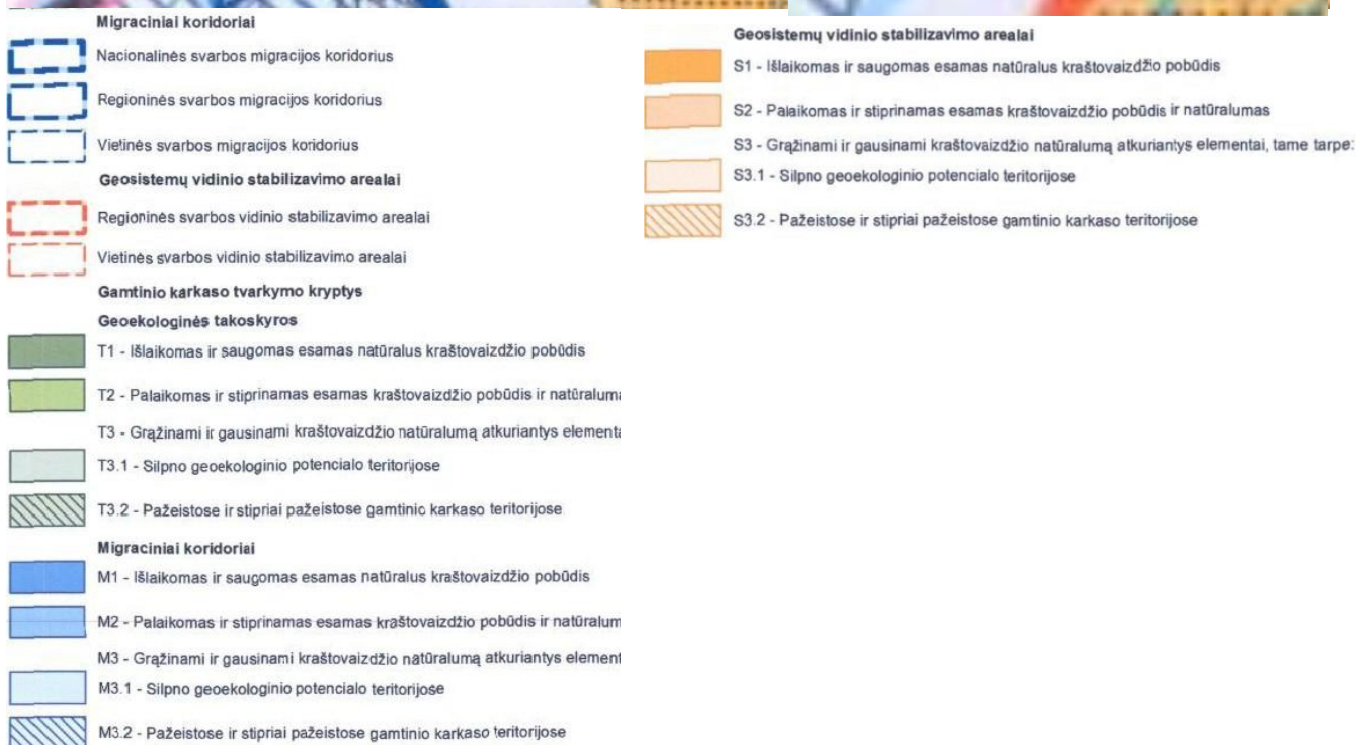 Migraciniai koridoriai
Nacionalinės svarbos migracijos koridorius
Regioninės svarbos migracijos koridorius
Vietinės svarbos migracijos koridorius
Geosistemų vidinio stabilizavimo arealai
Regioninės svarbos vidinio stabilizavimo arealai
Vietinės svarbos vidinio stabilizavimo arealai
Gamtinio karkaso tvarkymo kryptys
Geoekologinės takoskyros
T1 - Išlaikomas ir saugomas esamas natūralus kraštovaizdžio pobūdis
T2 - Palaikomas ir stiprinamas esamas kraštovaizdžio pobūdis ir natūraluma
T3 - Grąžinami ir gausinami kraštovaizdžio natūralumą atkuriantys elementa
T3.1 - Silpno geoekologinio potencialo teritorijose
T3.2 - Pažeistose ir stipriai pažeistose gamtinio karkaso teritorijose
Migraciniai koridoriai
M1 - Išlaikomas ir saugomas esamas natūralus kraštovaizdžio pobūdis
M2 - Palaikomas ir stiprinamas esamas kraštovaizdžio pobūdis ir natūralum
M3 - Grąžinami ir gausinami kraštovaizdžio natūralumą atkuriantys element
M3.1 - Silpno geoekologinio potencialo teritorijose
M3.2 - Pažeistose ir stipriai pažeistose gamtinio karkaso teritorijose
Geosistemų vidinio stabilizavimo arealai
S1 - Išlaikomas ir saugomas esamas natūralus kraštovaizdžio pobūdis
S2 - Palaikomas ir stiprinamas esamas kraštovaizdžio pobūdis ir natūralumas
S3 - Grąžinami ir gausinami kraštovaizdžio natūralumą atkuriantys elementai, tame tarpe:
S3.1 - Silpno geoekologinio potencialo teritorijose
S3.2 - Pažeistose ir stipriai pažeistose gamtinio karkaso teritorijose